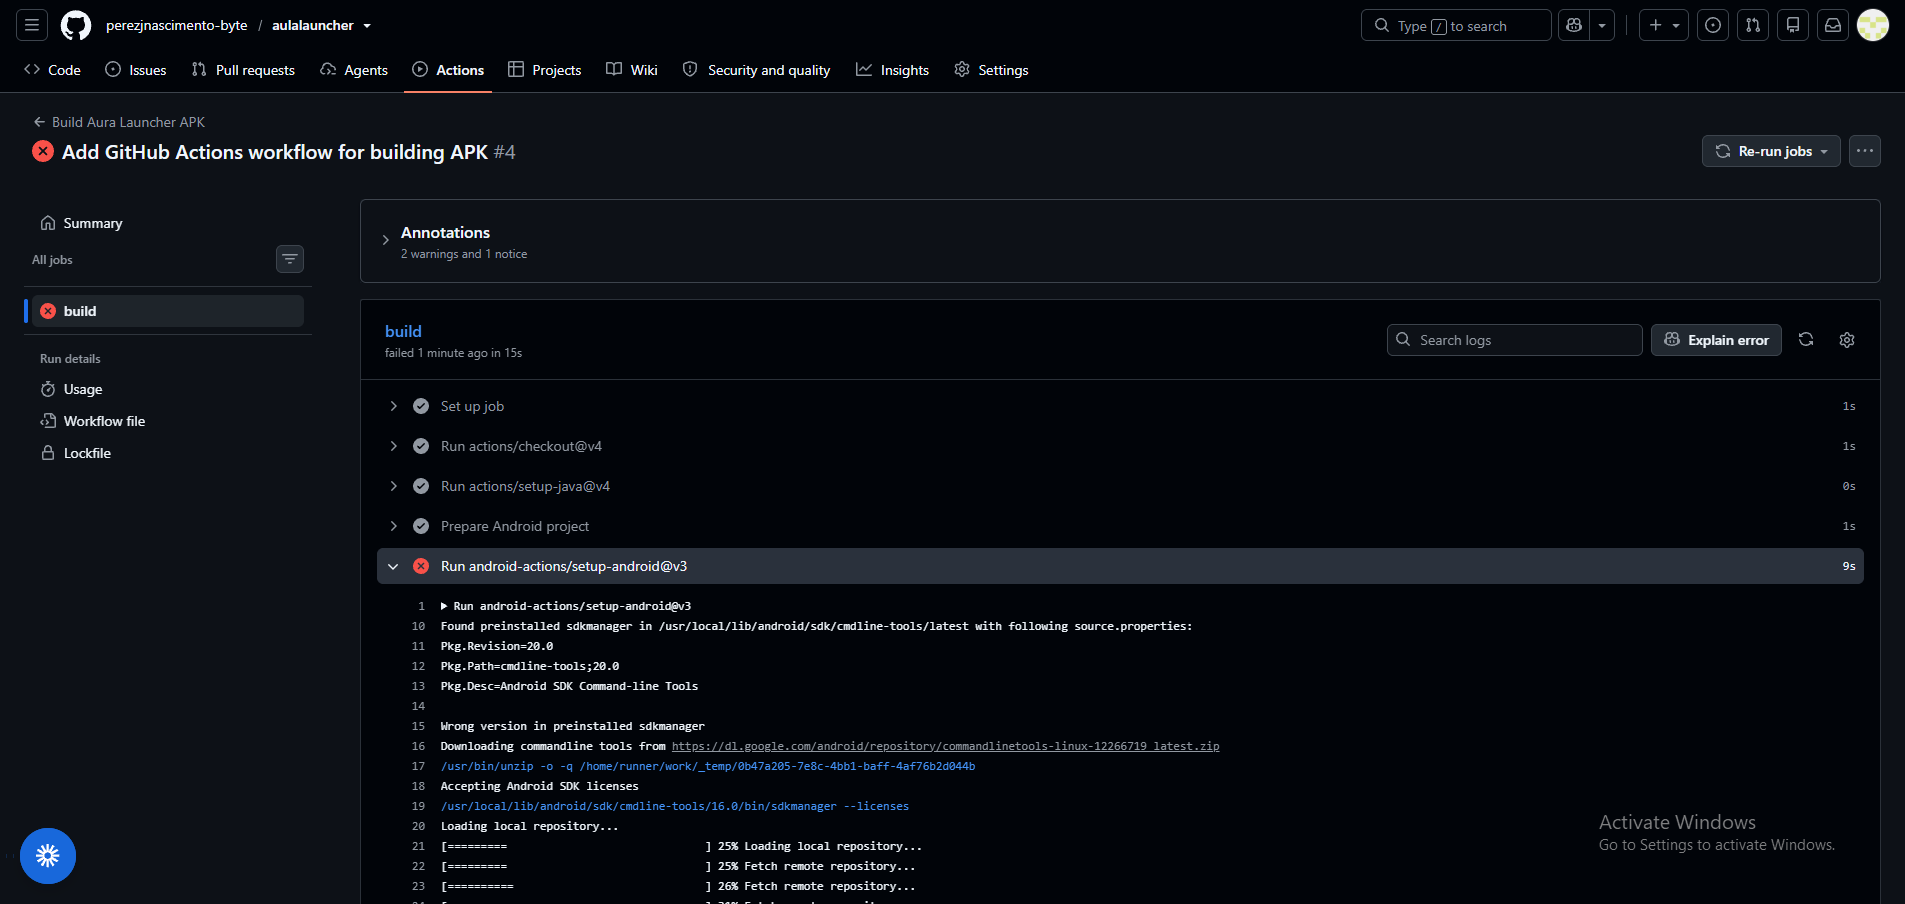 perezjnascimento-byte / aulalauncher
Type / to search
Code Issues Pull requests Agents Actions Projects Wiki Security and quality Insights Settings
Build Aura Launcher APK
Add GitHub Actions workflow for building APK #4
Re-run jobs
Summary
All jobs
build
Run details
Usage
Workflow file
Lockfile
Annotations
2 warnings and 1 notice
build
failed 1 minute ago in 15s
Search logs
Explain error
Set up job 1s
Run actions/checkout@v4 1s
Run actions/setup-java@v4 0s
Prepare Android project 1s
Run android-actions/setup-android@v3 9s
1 Run android-actions/setup-android@v3
10 Found preinstalled sdkmanager in /usr/local/lib/android/sdk/cmdline-tools/latest with following source.properties:
11 Pkg.Revision=20.0
12 Pkg.Path=cmdline-tools;20.0
13 Pkg.Desc=Android SDK Command-line Tools
14
15 Wrong version in preinstalled sdkmanager
16 Downloading commandline tools from https://dl.google.com/android/repository/commandlinetools-linux-12266719_latest.zip
17 /usr/bin/unzip -o -q /home/runner/work/_temp/0b47a205-7e8c-4bb1-baff-4af76b2d044b
18 Accepting Android SDK licenses
19 /usr/local/lib/android/sdk/cmdline-tools/16.0/bin/sdkmanager --licenses
20 Loading local repository...
21 [========= ] 25% Loading local repository...
22 [========= ] 25% Fetch remote repository...
23 [========== ] 26% Fetch remote repository...
Activate Windows
Go to Settings to activate Windows.